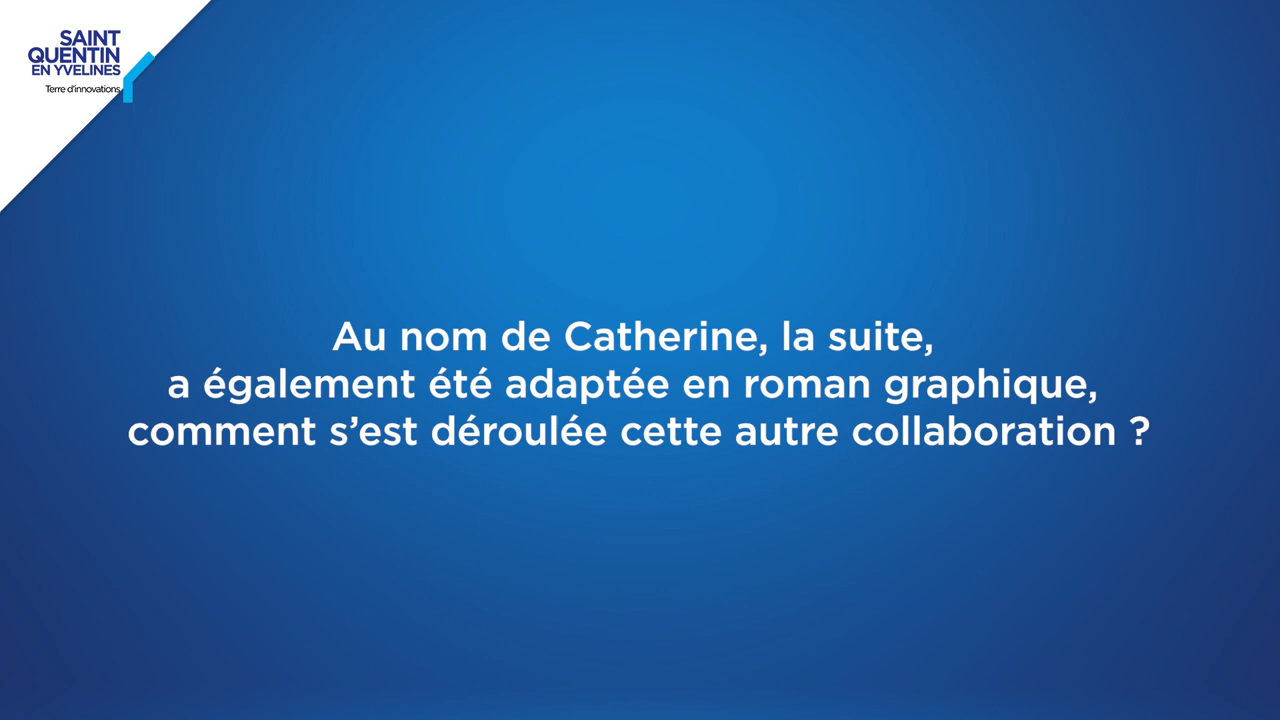 SAINT
QUENTIN
EN YVELINES
Terre d'innovations
Au nom de Catherine, la suite,
a également été adaptée en roman graphique,
comment s’est déroulée cette autre collaboration ?